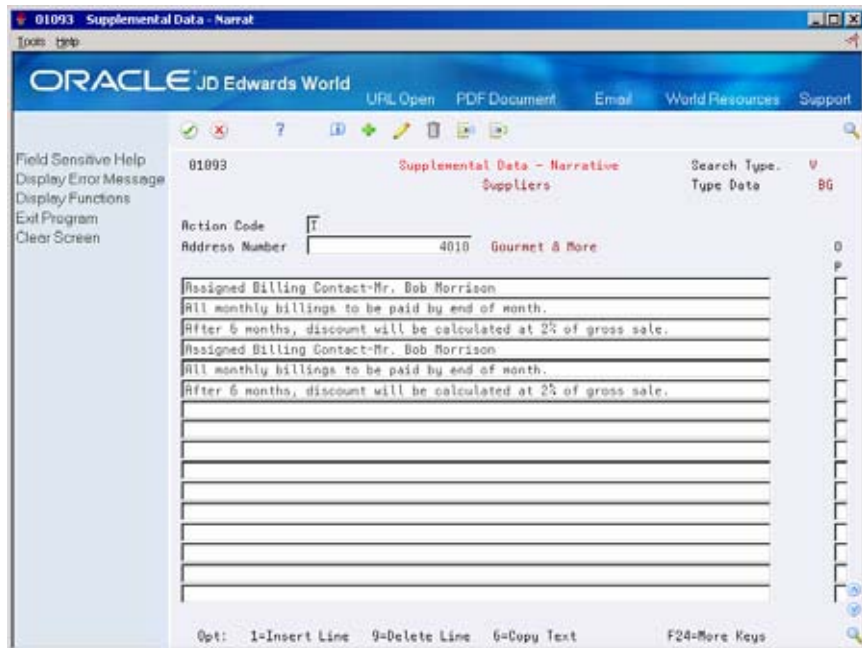 01093 Supplemental Data - Narrat
Tools Help
ORACLE JD Edwards World
URL Open PDF Document Email World Resources Support
Field Sensitive Help
Display Error Message
Display Functions
Exit Program
Clear Screen
01093 Supplemental Data - Narrative Search Type. V
Suppliers Type Data BG
Action Code I
Address Number 4010 Gourmet & More O
P
Assigned Billing Contact-Mr. Bob Morrison
All monthly billings to be paid by end of month.
After 6 months, discount will be calculated at 2% of gross sale.
Assigned Billing Contact-Mr. Bob Morrison
All monthly billings to be paid by end of month.
After 6 months, discount will be calculated at 2% of gross sale.
Opt: 1=Insert Line 9=Delete Line 6=Copy Text F24=More Keys